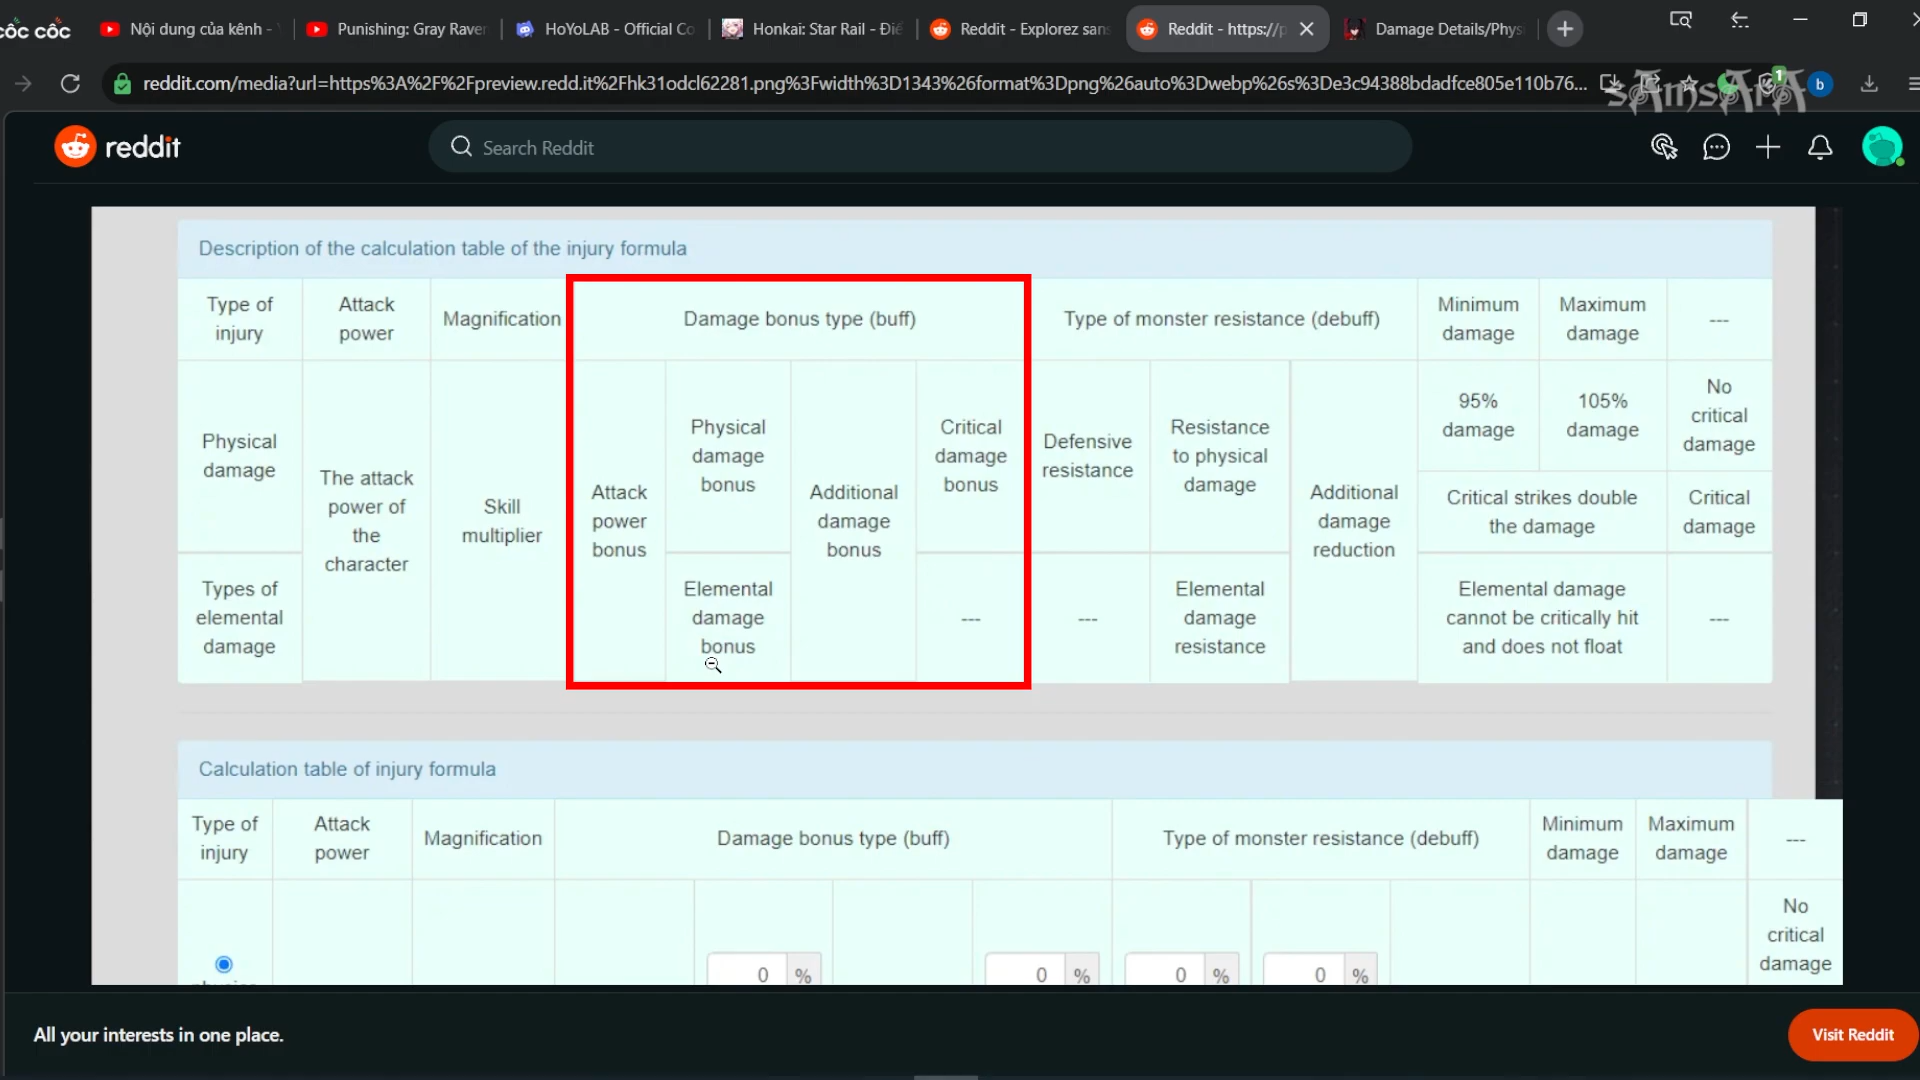 cốc cốc
Nội dung của kênh -
Punishing: Gray Raven
HoYoLAB - Official Co
Honkai: Star Rail - Điể
Reddit - Explorez sans
Reddit - https://p
Damage Details/Phys
reddit.com/media?url=https%3A%2F%2Fpreview.redd.it%2Fhk31odcl62281.png%3Fwidth%3D1343%26format%3Dpng%26auto%3Dwebp%26s%3De3c94388bdadfce805e110b76...
1
b
sAmsArA
reddit
Search Reddit
Description of the calculation table of the injury formula
Type of
injury
Attack
power
Magnification
Damage bonus type (buff)
Type of monster resistance (debuff)
Minimum
damage
Maximum
damage
---
Physical
damage
The attack
power of
the
character
Skill
multiplier
Attack
power
bonus
Physical
damage
bonus
Additional
damage
bonus
Critical
damage
bonus
Defensive
resistance
Resistance
to physical
damage
Additional
damage
reduction
95%
damage
105%
damage
No
critical
damage
Critical strikes double
the damage
Critical
damage
Types of
elemental
damage
Elemental
damage
bonus
---
---
Elemental
damage
resistance
Elemental damage
cannot be critically hit
and does not float
---
Calculation table of injury formula
Type of
injury
Attack
power
Magnification
Damage bonus type (buff)
Type of monster resistance (debuff)
Minimum
damage
Maximum
damage
---
0 %
0 %
0 %
0 %
No
critical
damage
All your interests in one place.
Visit Reddit